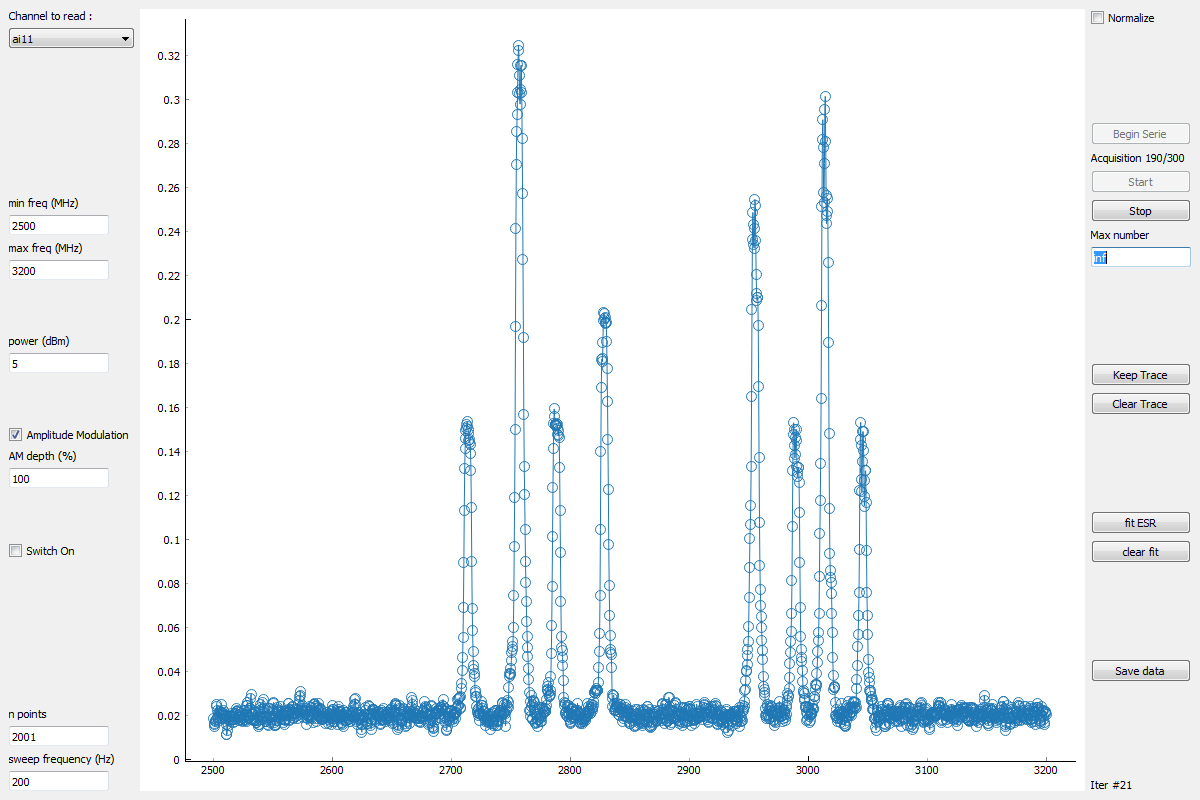 Channel to read :
ai11
min freq (MHz)
2500
max freq (MHz)
3200
power (dBm)
5
Amplitude Modulation
AM depth (%)
100
Switch On
n points
2001
sweep frequency (Hz)
200
0.32
0.3
0.28
0.26
0.24
0.22
0.2
0.18
0.16
0.14
0.12
0.1
0.08
0.06
0.04
0.02
0
2500 2600 2700 2800 2900 3000 3100 3200
Normalize
Begin Serie
Acquisition 190/300
Start
Stop
Max number
inf
Keep Trace
Clear Trace
fit ESR
clear fit
Save data
Iter #21